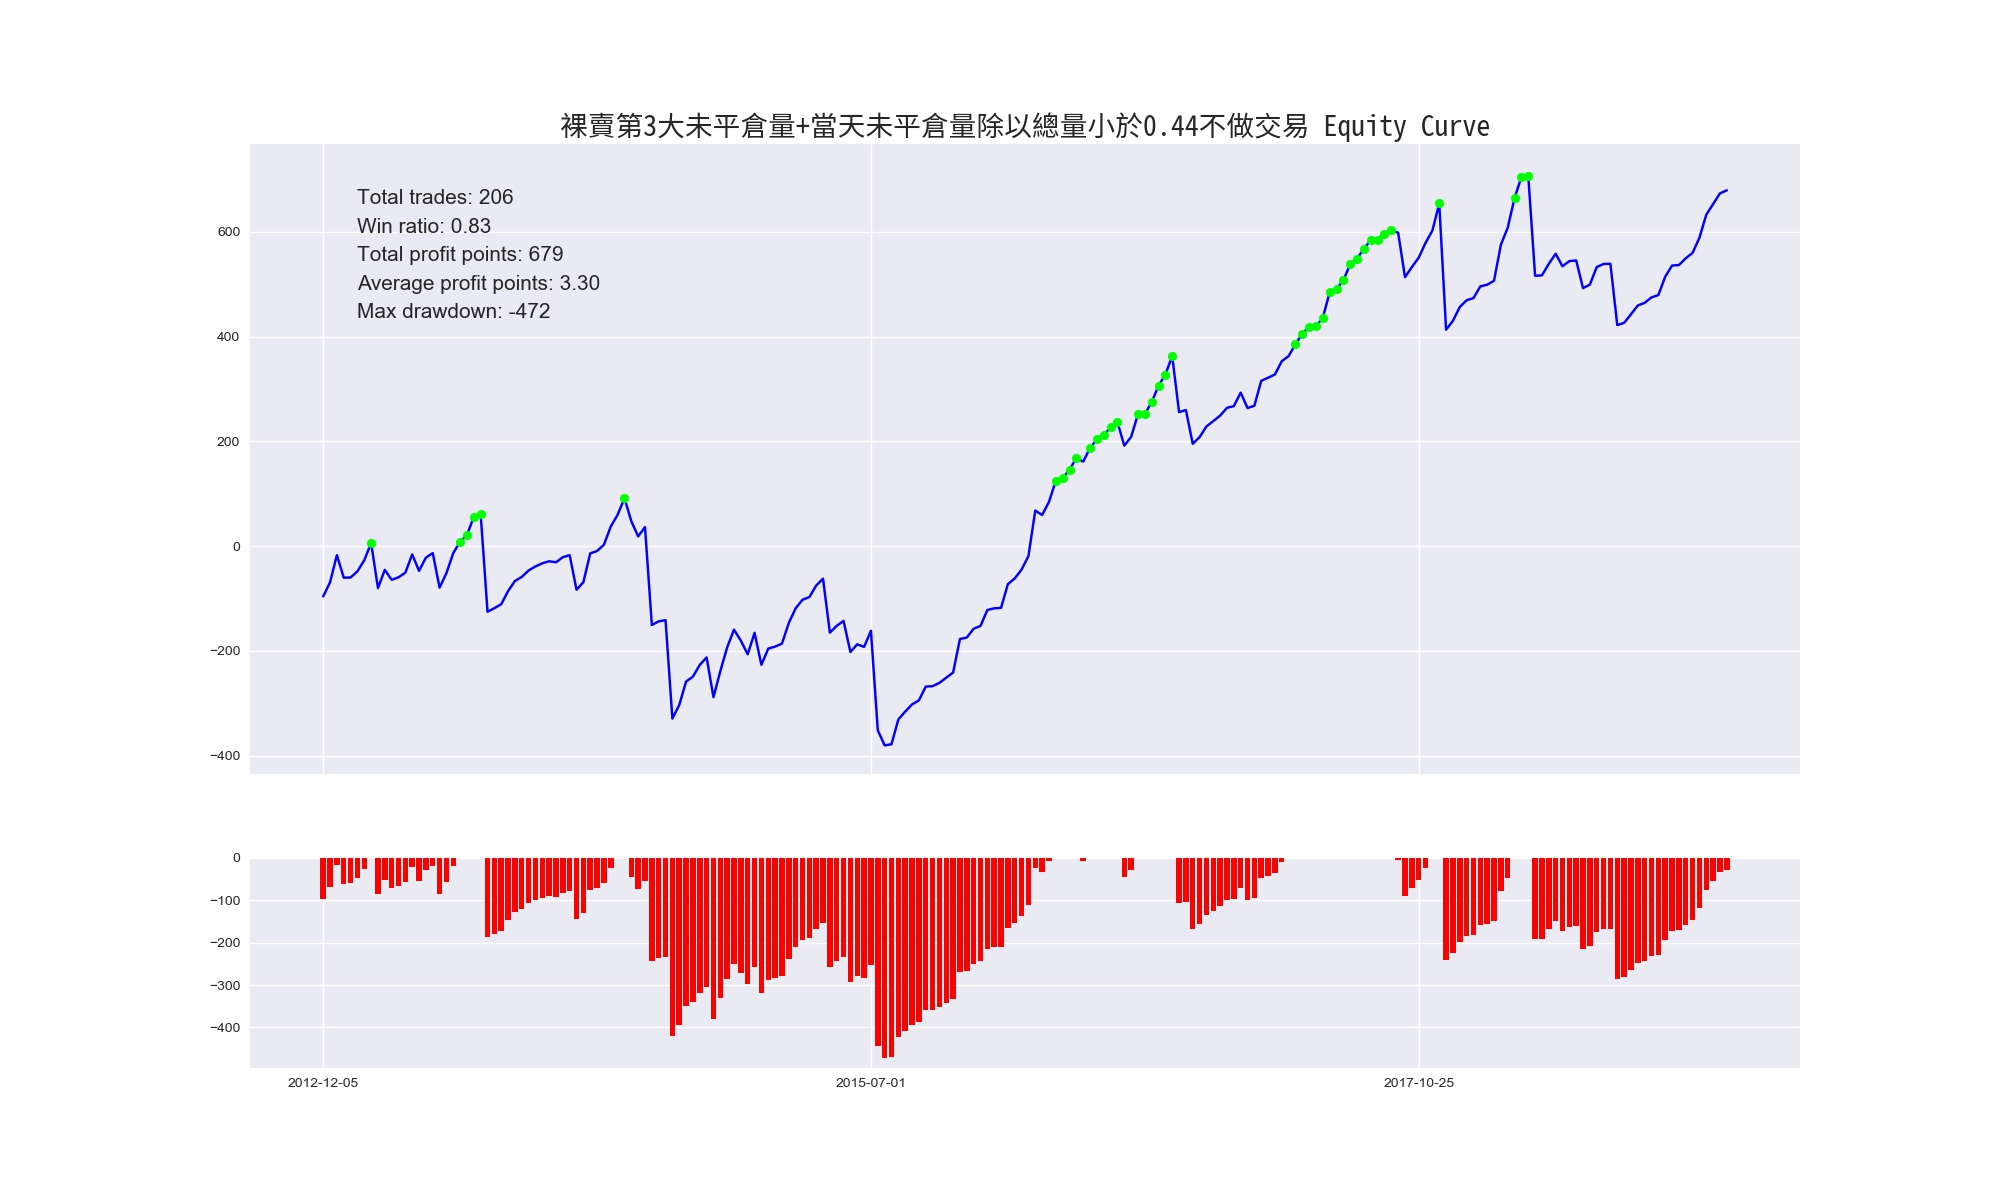 裸賣第3大未平倉量+當天未平倉量除以總量小於0.44不做交易 Equity Curve
Total trades: 206
Win ratio: 0.83
Total profit points: 679
Average profit points: 3.30
Max drawdown: -472
600
400
200
0
−200
−400
0
−100
−200
−300
−400
2012-12-05
2015-07-01
2017-10-25